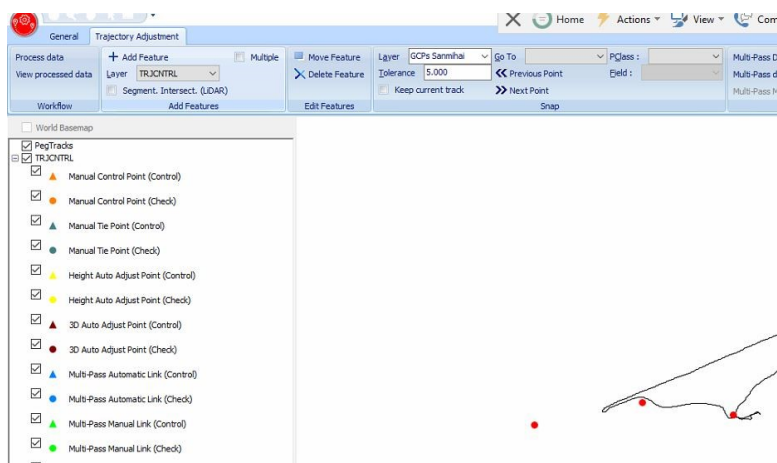 Home Actions View Com
General Trajectory Adjustment
Process data
View processed data
Workflow
Add Feature Multiple
Layer TRJCNTRL
Segment. Intersect. (LiDAR)
Add Features
Move Feature
Delete Feature
Edit Features
Layer GCPs Sanmihai Go To PClass :
Tolerance 5.000 Previous Point Field :
Keep current track Next Point
Snap
Multi-Pass D
Multi-Pass d
Multi-Pass M
World Basemap
PegTracks
TRJCNTRL
Manual Control Point (Control)
Manual Control Point (Check)
Manual Tie Point (Control)
Manual Tie Point (Check)
Height Auto Adjust Point (Control)
Height Auto Adjust Point (Check)
3D Auto Adjust Point (Control)
3D Auto Adjust Point (Check)
Multi-Pass Automatic Link (Control)
Multi-Pass Automatic Link (Check)
Multi-Pass Manual Link (Control)
Multi-Pass Manual Link (Check)